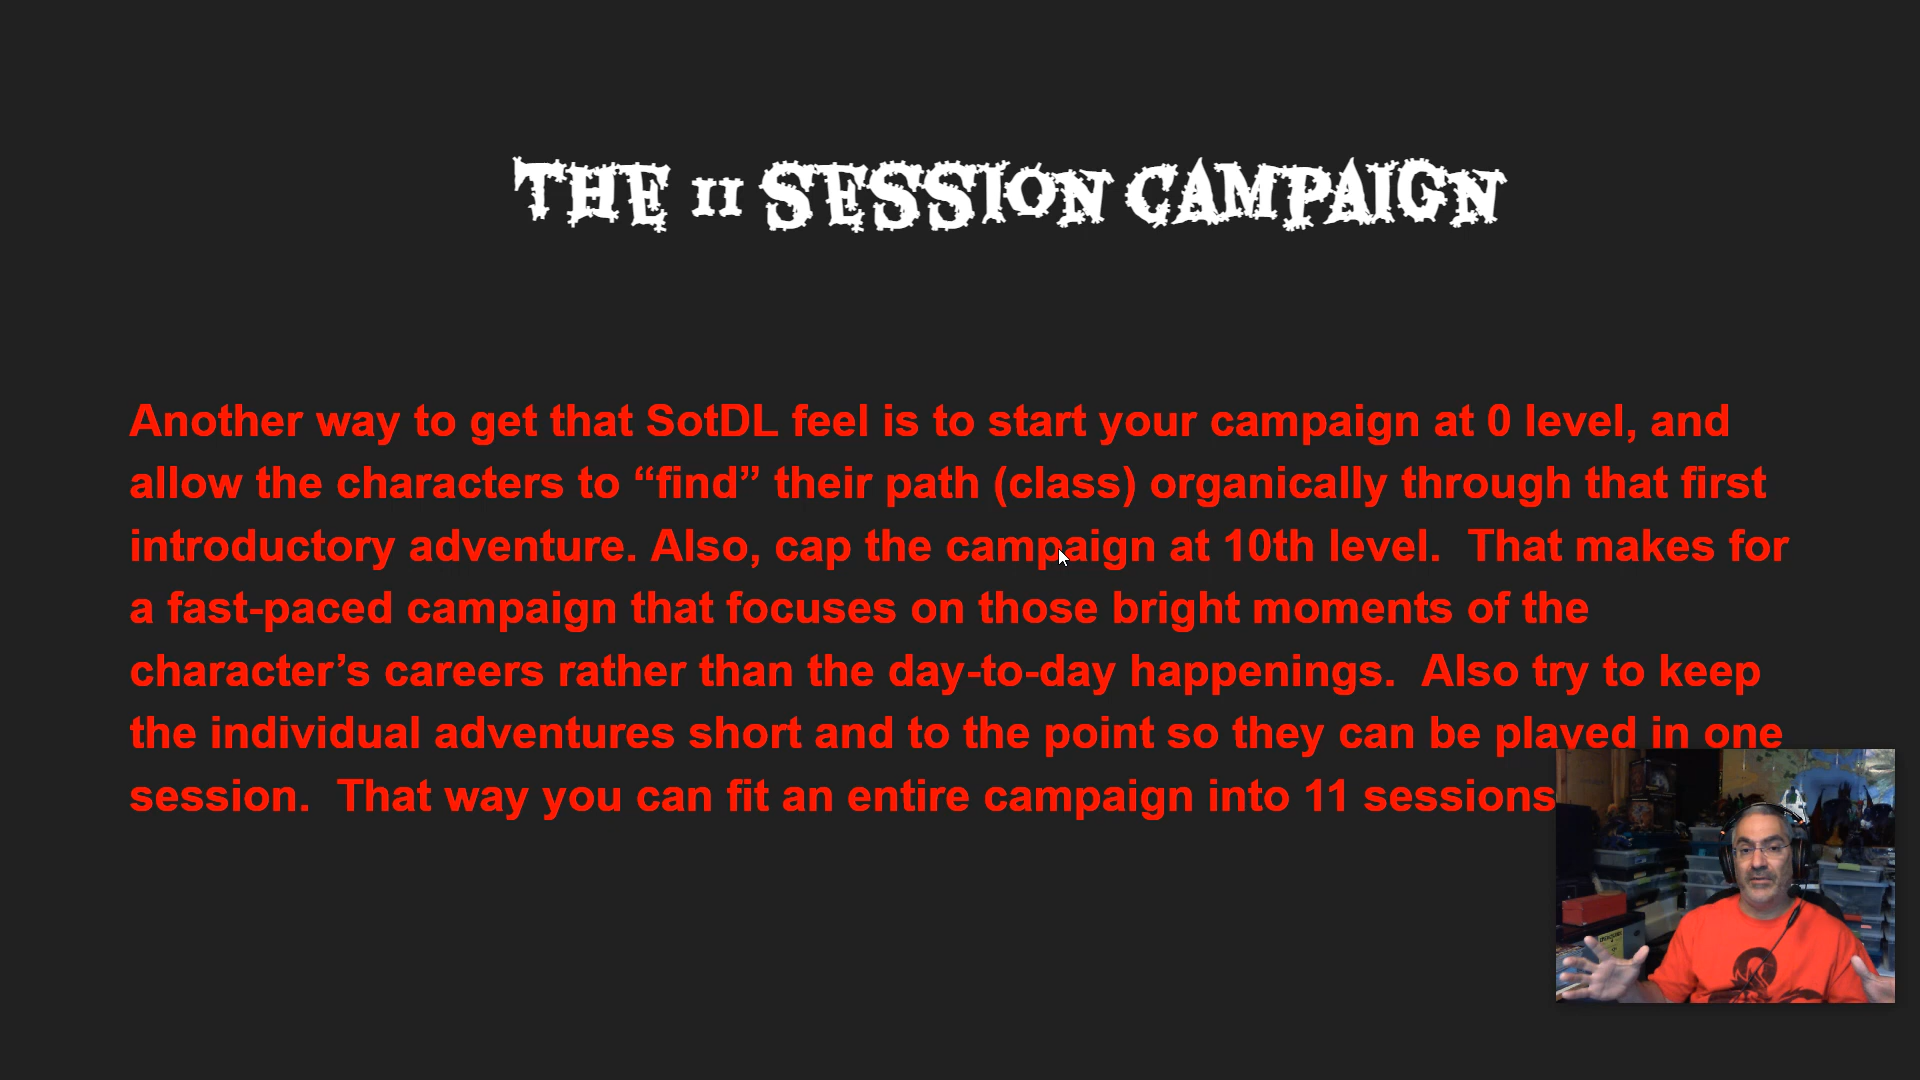 THE 11 SESSION CAMPAIGN
Another way to get that SotDL feel is to start your campaign at 0 level, and
allow the characters to “find” their path (class) organically through that first
introductory adventure. Also, cap the campaign at 10th level.  That makes for
a fast-paced campaign that focuses on those bright moments of the
character’s careers rather than the day-to-day happenings.  Also try to keep
the individual adventures short and to the point so they can be played in one
session.  That way you can fit an entire campaign into 11 sessions